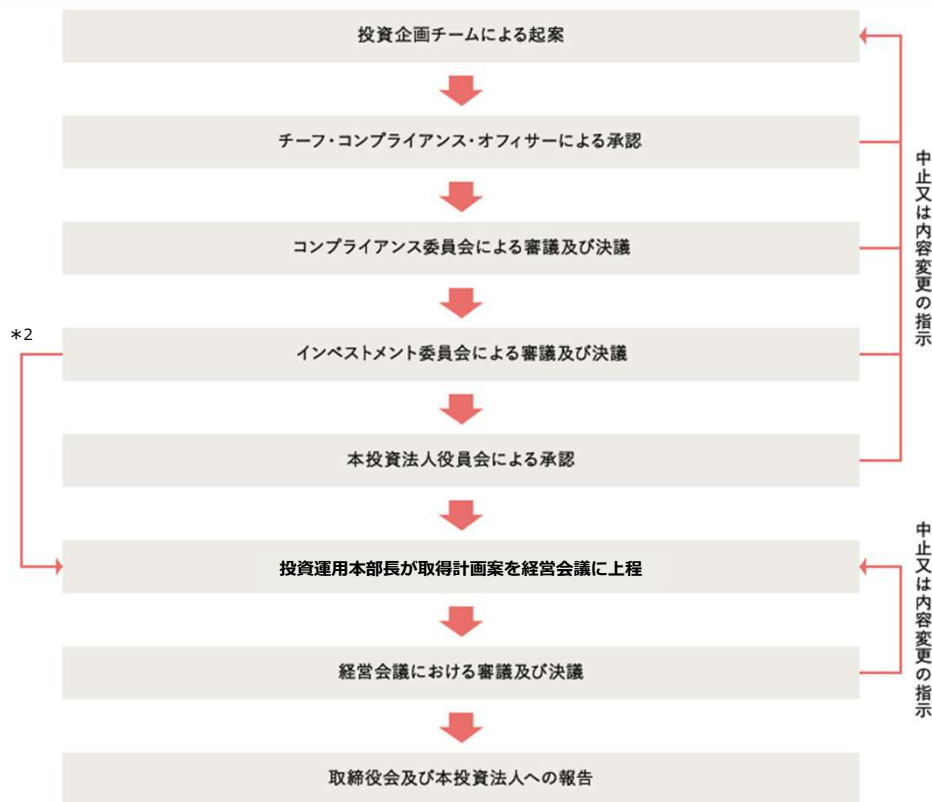 投資企画チームによる起案
チーフ・コンプライアンス・オフィサーによる承認
コンプライアンス委員会による審議及び決議
中止又は内容変更の指示
*2
インベストメント委員会による審議及び決議
本投資法人役員会による承認
投資運用本部長が取得計画案を経営会議に上程
中止又は内容変更の指示
経営会議における審議及び決議
取締役会及び本投資法人への報告